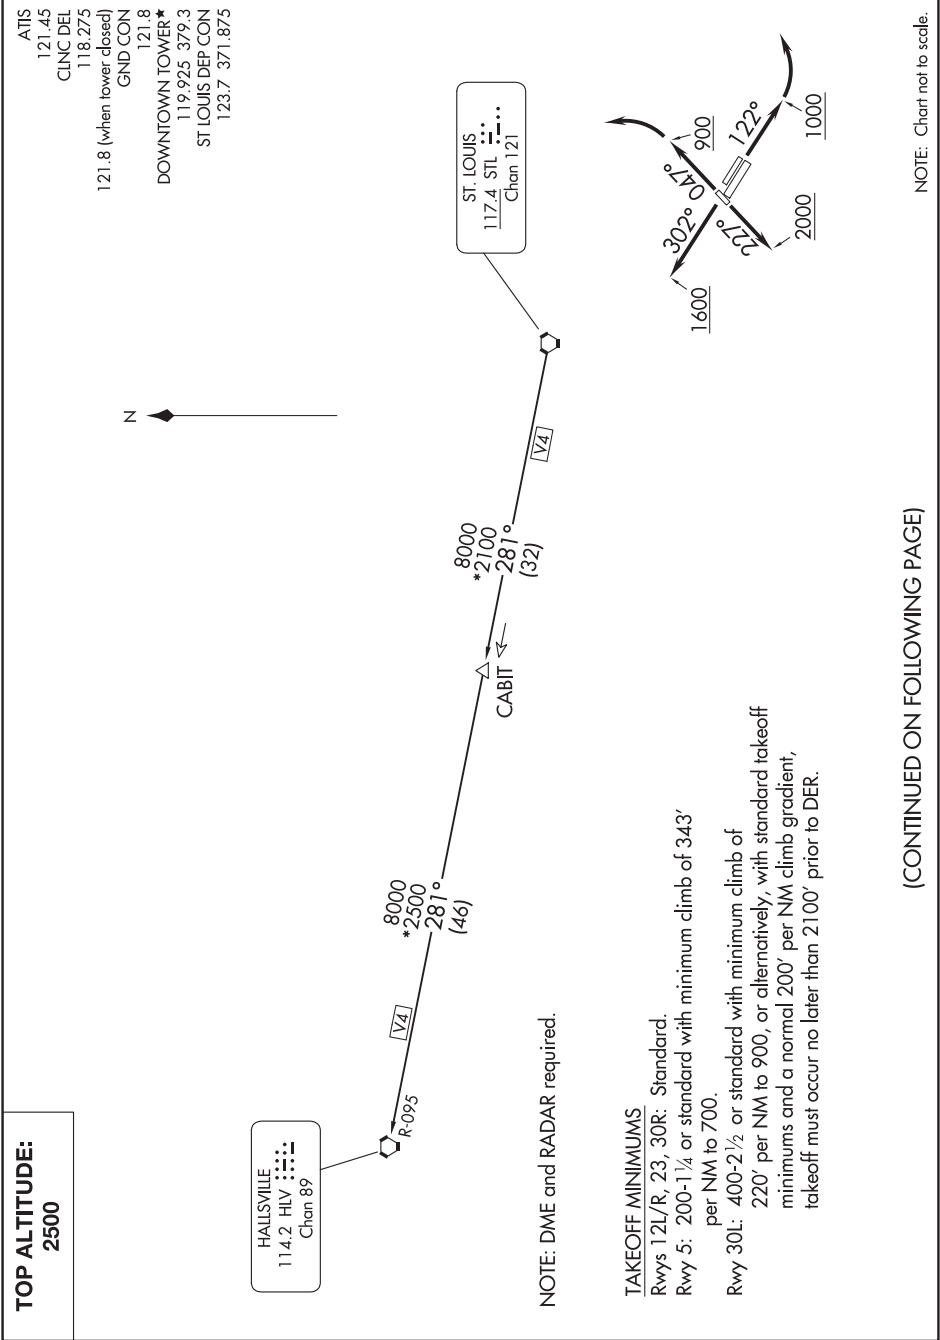 TOP ALTITUDE:
2500
ATIS
121.45
CLNC DEL
118.275
121.8 (when tower closed)
GND CON
121.8
DOWNTOWN TOWER★
119.925 379.3
ST LOUIS DEP CON
123.7 371.875
N
HALLSVILLE
114.2 HLV
Chan 89
R-095
V4
8000
*2500
281°
(46)
CABIT
8000
*2100
281°
(32)
V4
ST. LOUIS
117.4 STL
Chan 121
1600
302°
047°
900
122°
1000
227°
2000
NOTE: DME and RADAR required.
TAKEOFF MINIMUMS
Rwys 12L/R, 23, 30R: Standard.
Rwy 5: 200-1¼ or standard with minimum climb of 343'
per NM to 700.
Rwy 30L: 400-2½ or standard with minimum climb of
220' per NM to 900, or alternatively, with standard takeoff
minimums and a normal 200' per NM climb gradient,
takeoff must occur no later than 2100' prior to DER.
(CONTINUED ON FOLLOWING PAGE)
NOTE: Chart not to scale.